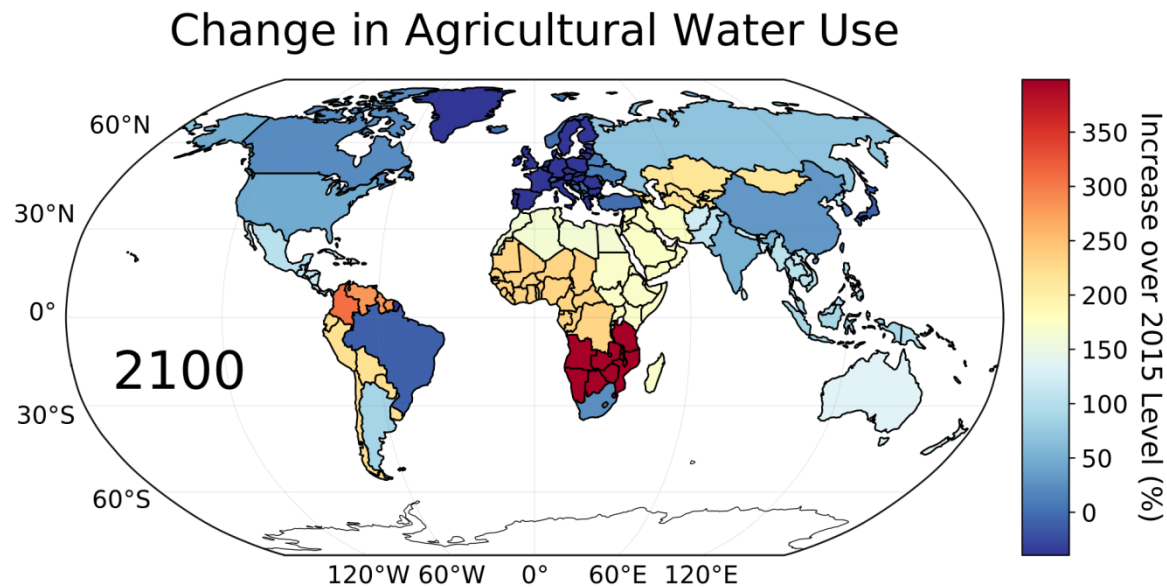 Change in Agricultural Water Use
60°N
30°N
0°
30°S
60°S
2100
120°W 60°W 0° 60°E 120°E
350
300
250
200
150
100
50
0
Increase over 2015 Level (%)